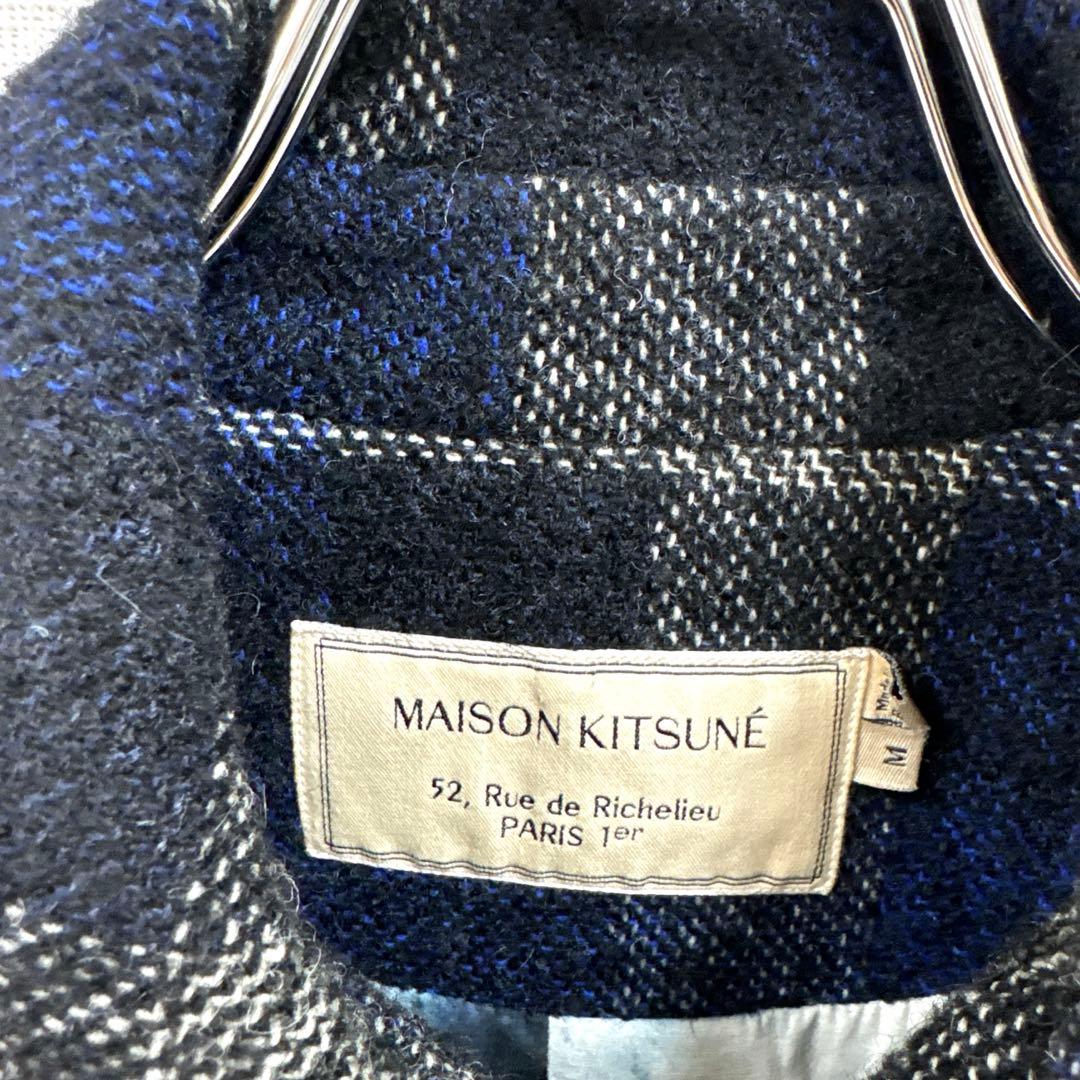 MAISON KITSUNÉ
52, Rue de Richelieu
PARIS 1er
M